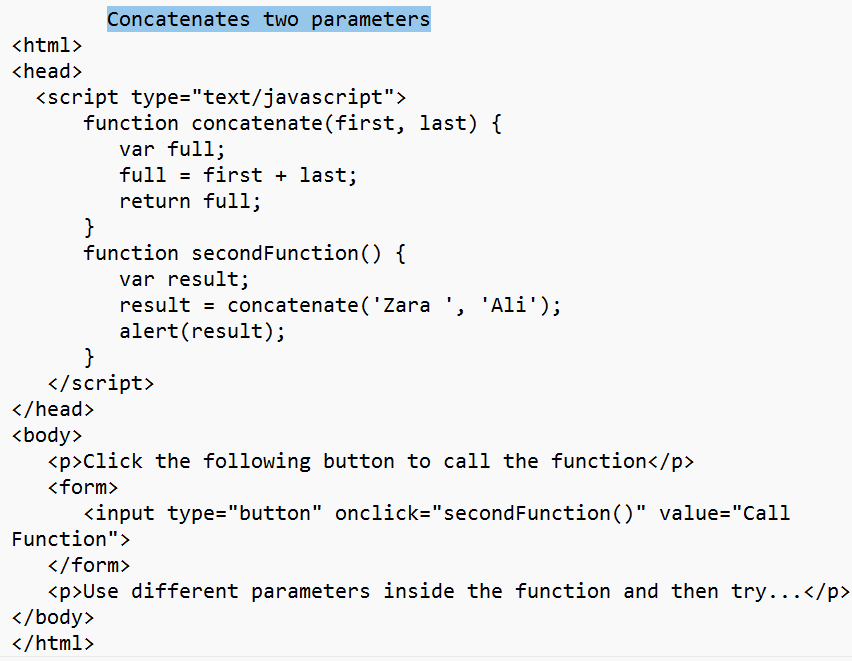 Concatenates two parameters
<html>
<head>
  <script type="text/javascript">
      function concatenate(first, last) {
         var full;
         full = first + last;
         return full;
      }
      function secondFunction() {
         var result;
         result = concatenate('Zara ', 'Ali');
         alert(result);
      }
   </script>
</head>
<body>
   <p>Click the following button to call the function</p>
   <form>
      <input type="button" onclick="secondFunction()" value="Call
Function">
   </form>
   <p>Use different parameters inside the function and then try...</p>
</body>
</html>